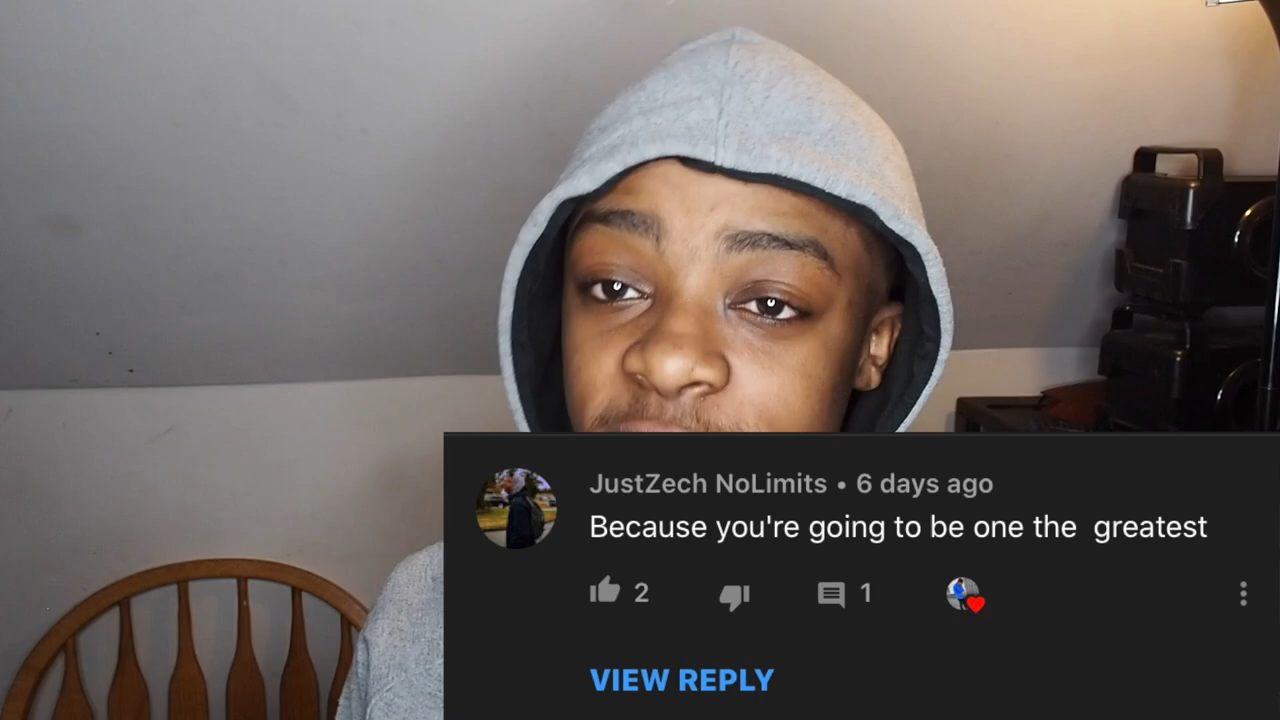 JustZech NoLimits • 6 days ago
Because you're going to be one the  greatest
2
1
VIEW REPLY